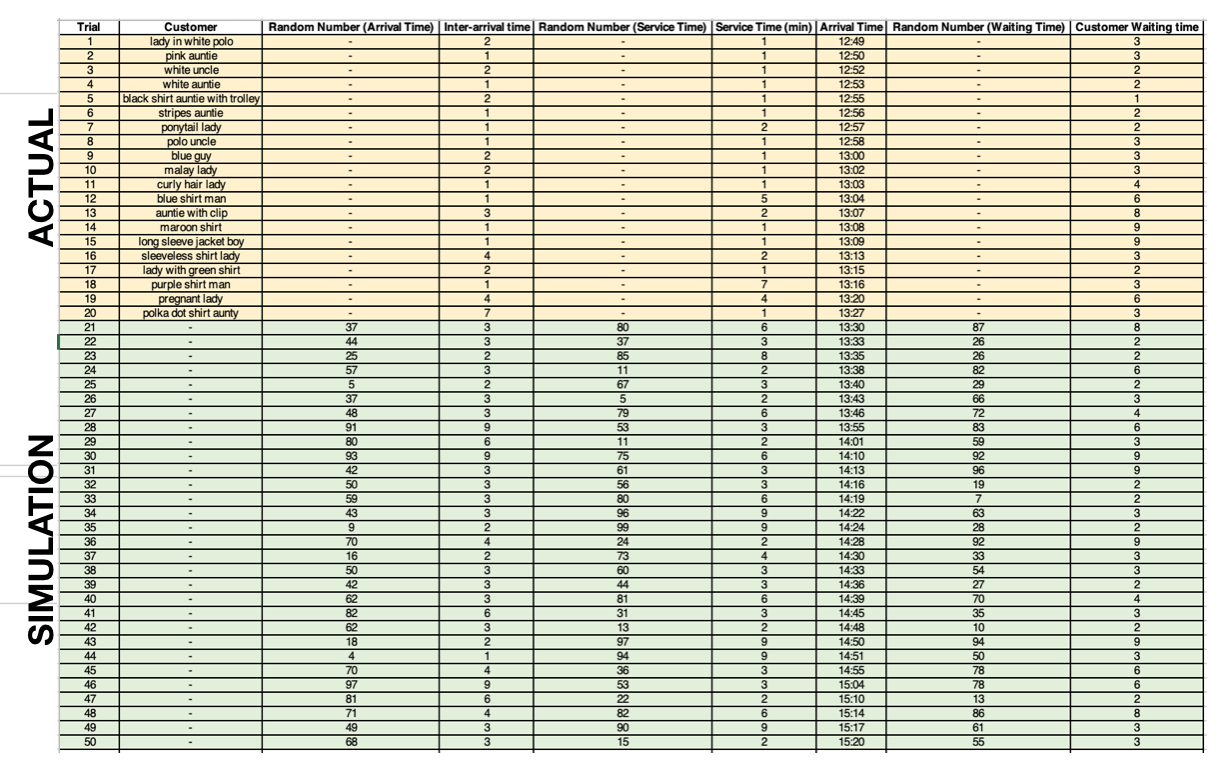 Trial Customer Random Number (Arrival Time) Inter-arrival time Random Number (Service Time) Service Time (min) Arrival Time Random Number (Waiting Time) Customer Waiting time
1 lady in white polo - 2 - 1 12:49 - 3
2 pink auntie - 1 - 1 12:50 - 3
3 white uncle - 2 - 1 12:52 - 2
4 white auntie - 1 - 1 12:53 - 2
5 black shirt auntie with trolley - 2 - 1 12:55 - 1
6 stripes auntie - 1 - 1 12:56 - 2
7 ponytail lady - 1 - 2 12:57 - 2
8 polo uncle - 1 - 1 12:58 - 3
9 blue guy - 2 - 1 13:00 - 3
10 malay lady - 2 - 1 13:02 - 3
11 curly hair lady - 1 - 1 13:03 - 4
12 blue shirt man - 1 - 5 13:04 - 6
13 auntie with clip - 3 - 2 13:07 - 8
14 maroon shirt - 1 - 1 13:08 - 9
15 long sleeve jacket boy - 1 - 1 13:09 - 9
16 sleeveless shirt lady - 4 - 2 13:13 - 3
17 lady with green shirt - 2 - 1 13:15 - 2
18 purple shirt man - 1 - 7 13:16 - 3
19 pregnant lady - 4 - 4 13:20 - 6
20 polka dot shirt aunty - 7 - 1 13:27 - 3
21 - 37 3 80 6 13:30 87 8
22 - 44 3 37 3 13:33 26 2
23 - 25 2 85 8 13:35 26 2
24 - 57 3 11 2 13:38 82 6
25 - 5 2 67 3 13:40 29 2
26 - 37 3 5 2 13:43 66 3
27 - 48 3 79 6 13:46 72 4
28 - 91 9 53 3 13:55 83 6
29 - 80 6 11 2 14:01 59 3
30 - 93 9 75 6 14:10 92 9
31 - 42 3 61 3 14:13 96 9
32 - 50 3 56 3 14:16 19 2
33 - 59 3 80 6 14:19 7 2
34 - 43 3 96 9 14:22 63 3
35 - 9 2 99 9 14:24 28 2
36 - 70 4 24 2 14:28 92 9
37 - 16 2 73 4 14:30 33 3
38 - 50 3 60 3 14:33 54 3
39 - 42 3 44 3 14:36 27 2
40 - 62 3 81 6 14:39 70 4
41 - 82 6 31 3 14:45 35 3
42 - 62 3 13 2 14:48 10 2
43 - 18 2 97 9 14:50 94 9
44 - 4 1 94 9 14:51 50 3
45 - 70 4 36 3 14:55 78 6
46 - 97 9 53 3 15:04 78 6
47 - 81 6 22 2 15:10 13 2
48 - 71 4 82 6 15:14 86 8
49 - 49 3 90 9 15:17 61 3
50 - 68 3 15 2 15:20 55 3
ACTUAL
SIMULATION